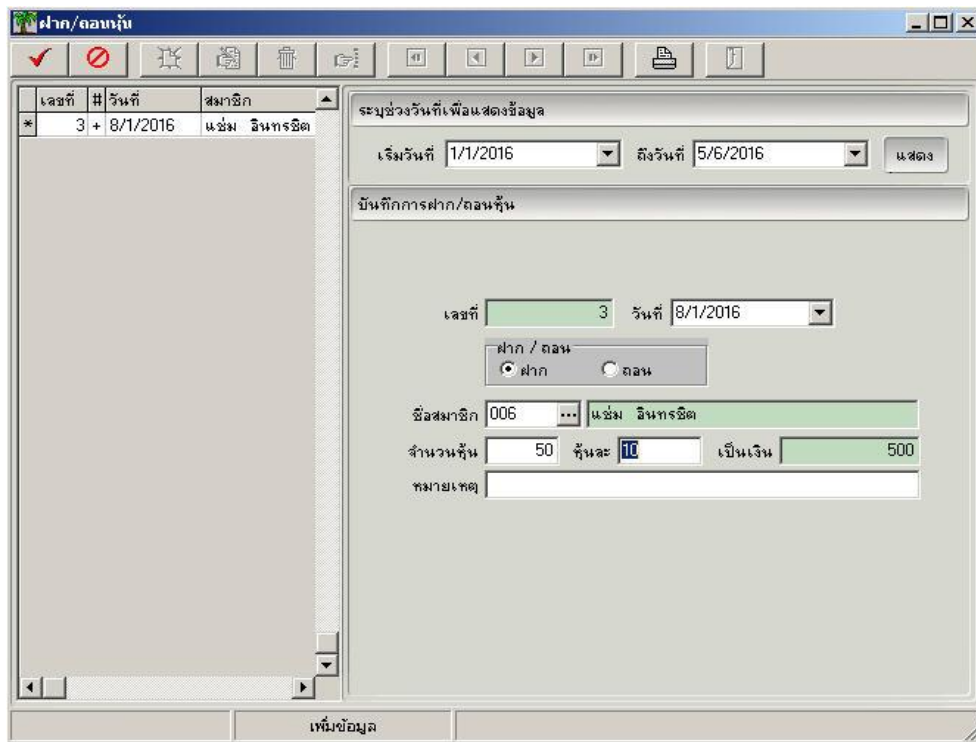 ฝาก/ถอนหุ้น
เลขที่ # วันที่ สมาชิก
* 3 + 8/1/2016 แช่ม อินทรชิต
ระบุช่วงวันที่เพื่อแสดงข้อมูล
เริ่มวันที่ 1/1/2016 ถึงวันที่ 5/6/2016 แสดง
บันทึกการฝาก/ถอนหุ้น
เลขที่ 3 วันที่ 8/1/2016
ฝาก / ถอน
ฝาก ถอน
ชื่อสมาชิก 006 ... แช่ม อินทรชิต
จำนวนหุ้น 50 หุ้นละ 10 เป็นเงิน 500
หมายเหตุ
เพิ่มข้อมูล